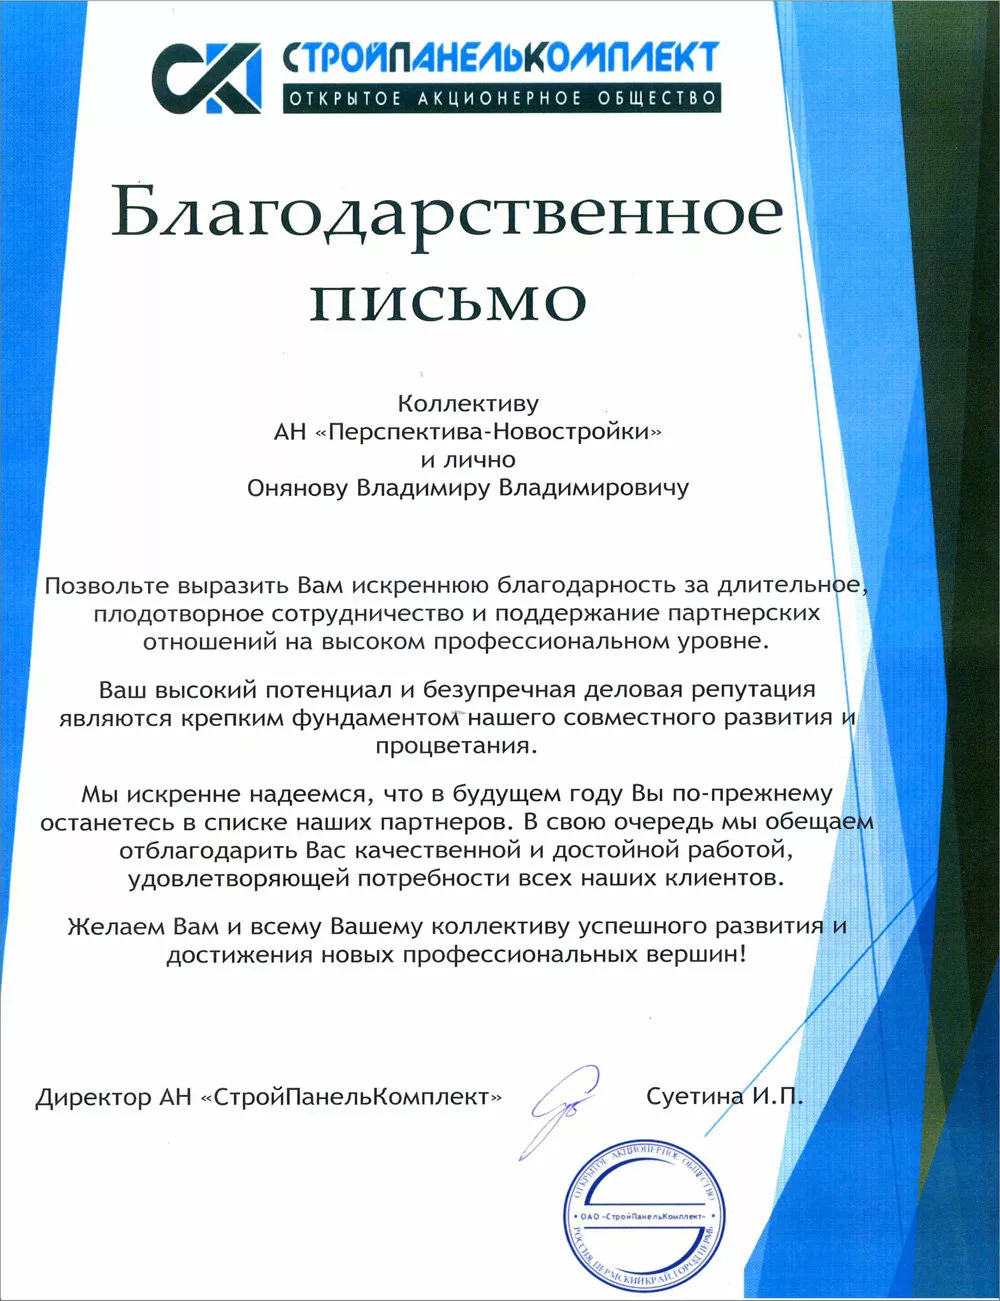 СК
СТРОЙПАНЕЛЬКОМПЛЕКТ
ОТКРЫТОЕ АКЦИОНЕРНОЕ ОБЩЕСТВО
Благодарственное
письмо
Коллективу
АН «Перспектива-Новостройки»
и лично
Онянову Владимиру Владимировичу
Позвольте выразить Вам искреннюю благодарность за длительное,
плодотворное сотрудничество и поддержание партнерских
отношений на высоком профессиональном уровне.
Ваш высокий потенциал и безупречная деловая репутация
являются крепким фундаментом нашего совместного развития и
процветания.
Мы искренне надеемся, что в будущем году Вы по-прежнему
останетесь в списке наших партнеров. В свою очередь мы обещаем
отблагодарить Вас качественной и достойной работой,
удовлетворяющей потребности всех наших клиентов.
Желаем Вам и всему Вашему коллективу успешного развития и
достижения новых профессиональных вершин!
Директор АН «СтройПанельКомплект»
Суетина И.П.
ОТКРЫТОЕ АКЦИОНЕРНОЕ ОБЩЕСТВО
• ОАО «СтройПанельКомплект» •
РОССИЯ, ПЕРМСКИЙ КРАЙ, ГОРОД ПЕРМЬ